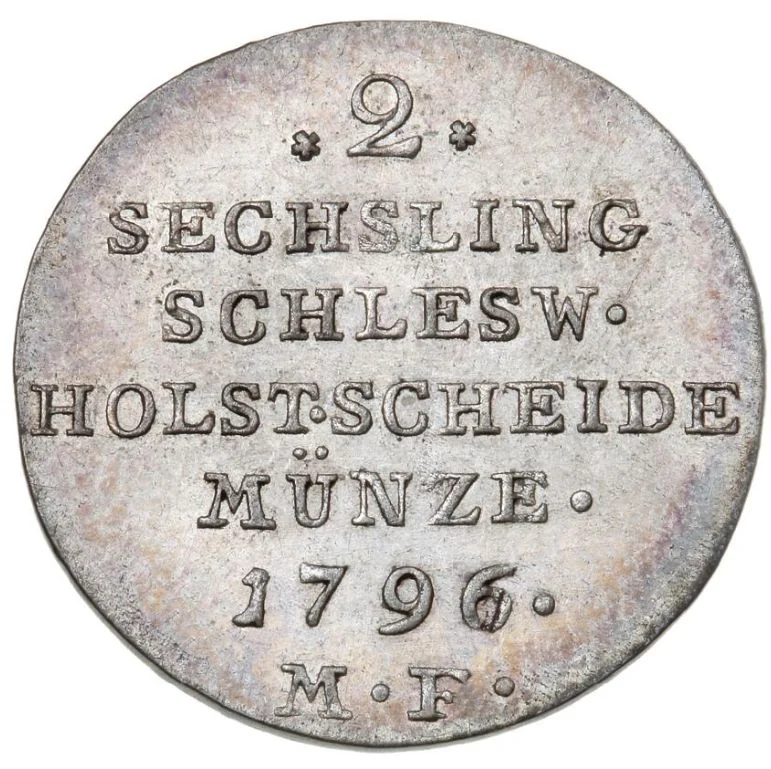 * 2 *
SECHSLING
SCHLESW·
HOLST·SCHEIDE
MÜNZE·
1796·
M·F·